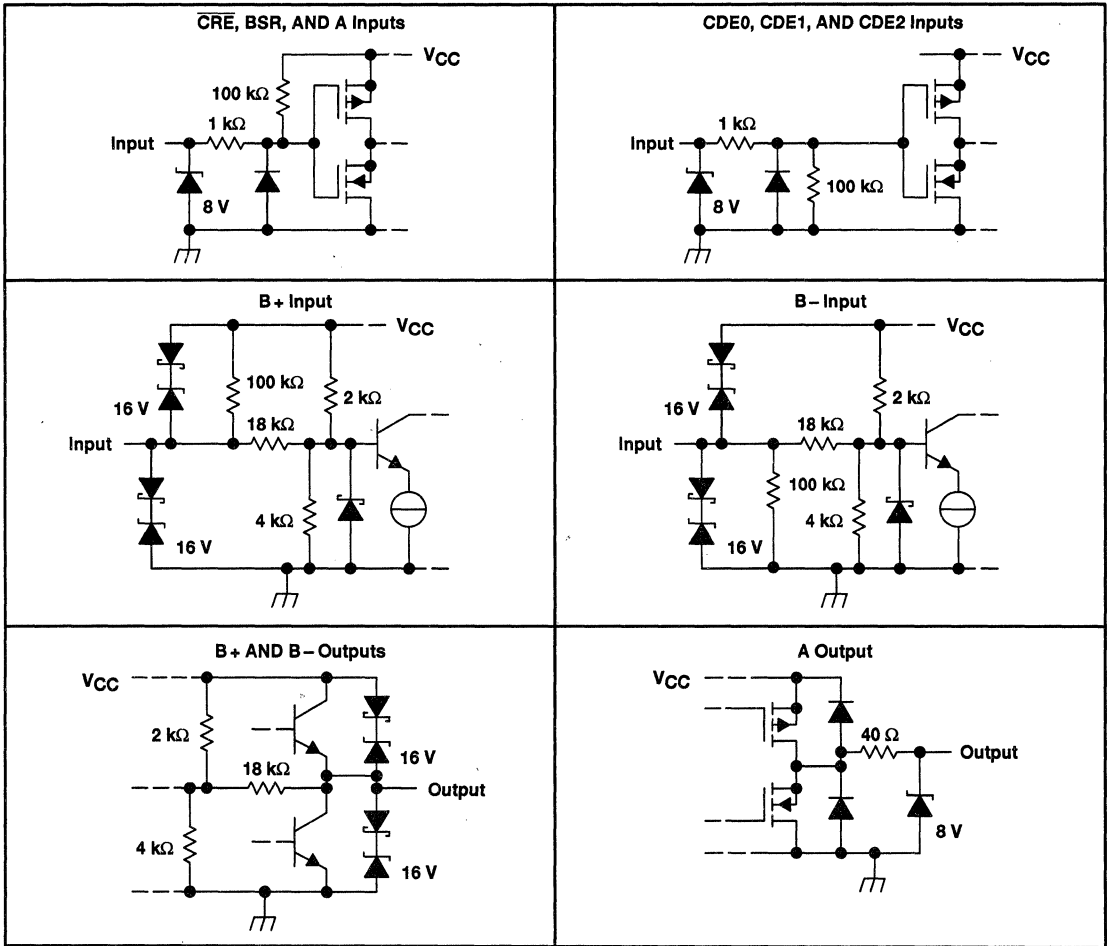 CRE, BSR, AND A Inputs
VCC
100 kΩ
1 kΩ
Input
8 V
CDE0, CDE1, AND CDE2 Inputs
VCC
1 kΩ
Input
100 kΩ
8 V
B+ Input
VCC
100 kΩ
2 kΩ
16 V
18 kΩ
Input
4 kΩ
16 V
B– Input
VCC
2 kΩ
16 V
18 kΩ
Input
100 kΩ
4 kΩ
16 V
B+ AND B– Outputs
VCC
2 kΩ
16 V
18 kΩ
Output
4 kΩ
16 V
A Output
VCC
40 Ω
Output
8 V